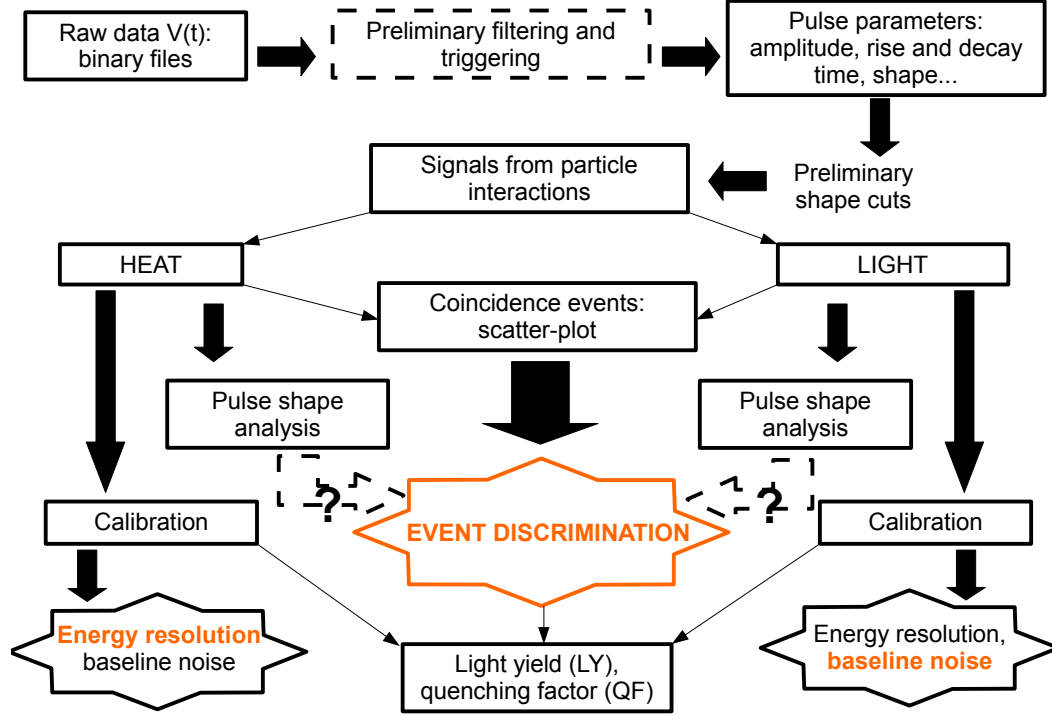 Raw data V(t):
binary files
Preliminary filtering and
triggering
Pulse parameters:
amplitude, rise and decay
time, shape...
Signals from particle
interactions
Preliminary
shape cuts
HEAT
LIGHT
Coincidence events:
scatter-plot
Pulse shape
analysis
Pulse shape
analysis
?
?
EVENT DISCRIMINATION
Calibration
Calibration
Energy resolution
baseline noise
Light yield (LY),
quenching factor (QF)
Energy resolution,
baseline noise